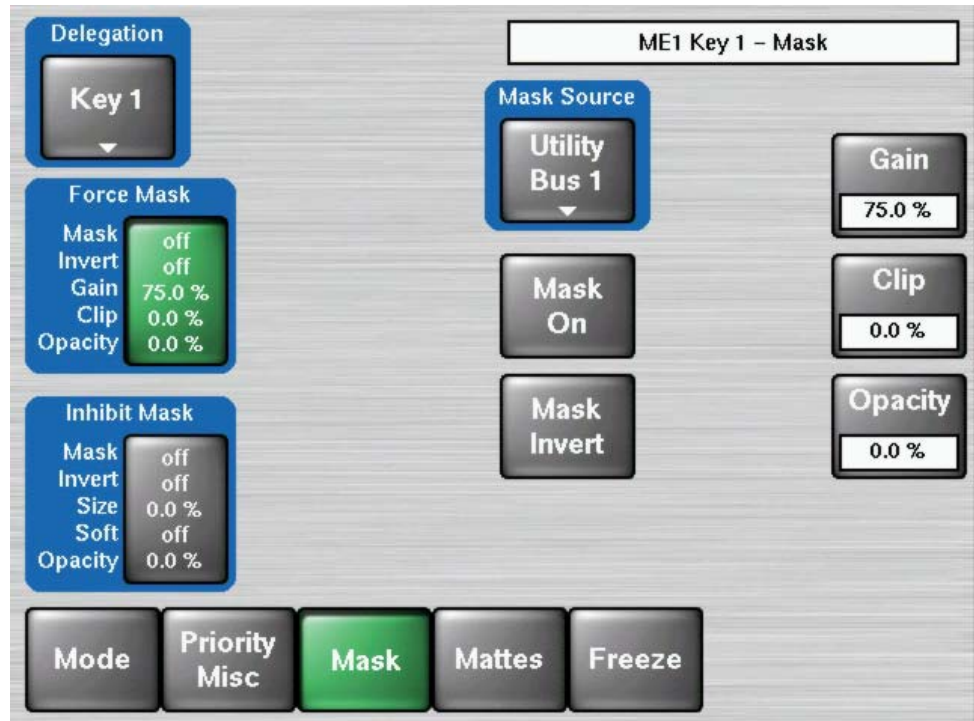 Delegation
Key 1
ME1 Key 1 – Mask
Force Mask
Mask off
Invert off
Gain 75.0 %
Clip 0.0 %
Opacity 0.0 %
Inhibit Mask
Mask off
Invert off
Size 0.0 %
Soft off
Opacity 0.0 %
Mask Source
Utility
Bus 1
Mask
On
Mask
Invert
Gain
75.0 %
Clip
0.0 %
Opacity
0.0 %
Mode
Priority
Misc
Mask
Mattes
Freeze